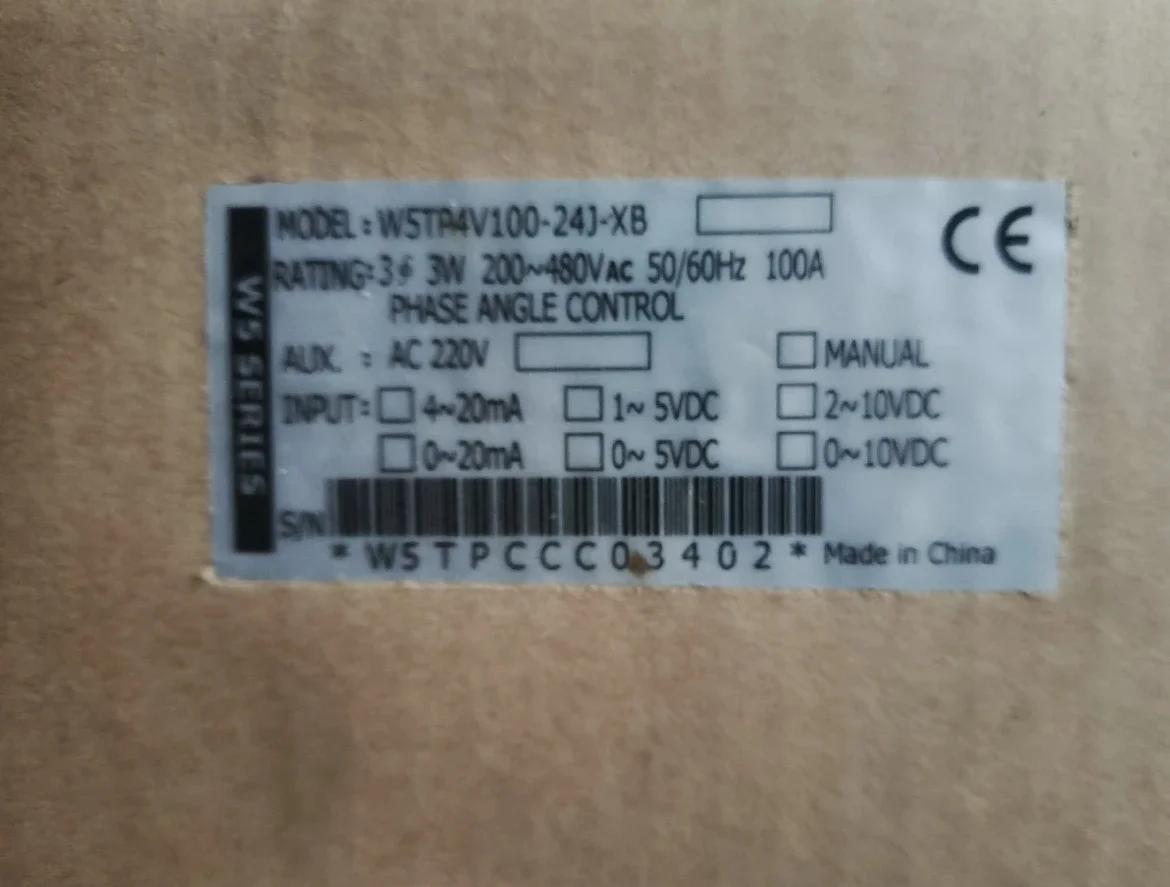 W5 SERIES
MODEL : W5TP4V100-24J-XB
CE
RATING: 3∮ 3W 200~480VAC 50/60Hz 100A
PHASE ANGLE CONTROL
AUX. : AC 220V MANUAL
INPUT: 4~20mA 1~ 5VDC 2~10VDC
0~20mA 0~ 5VDC 0~10VDC
S/N
*W5TPCCC03402* Made in China